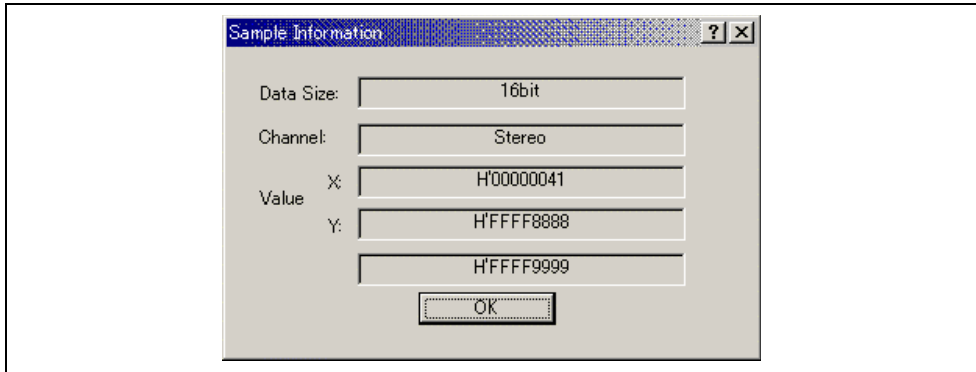 Sample Information
Data Size: 16bit
Channel: Stereo
Value
X: H'00000041
Y: H'FFFF8888
H'FFFF9999
OK